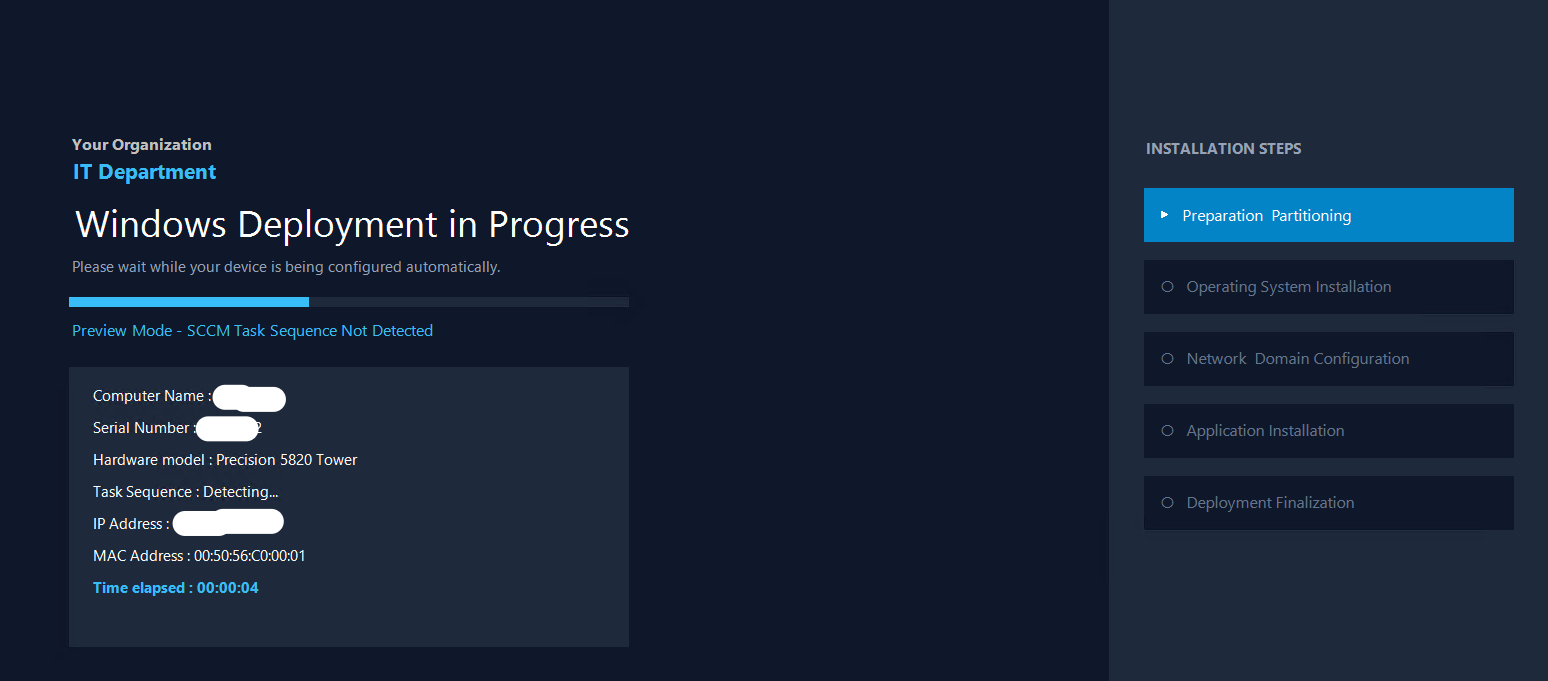 Your Organization
IT Department
Windows Deployment in Progress
Please wait while your device is being configured automatically.
Preview Mode - SCCM Task Sequence Not Detected
Computer Name :
Serial Number :
Hardware model : Precision 5820 Tower
Task Sequence : Detecting...
IP Address :
MAC Address : 00:50:56:C0:00:01
Time elapsed : 00:00:04
INSTALLATION STEPS
Preparation  Partitioning
Operating System Installation
Network  Domain Configuration
Application Installation
Deployment Finalization